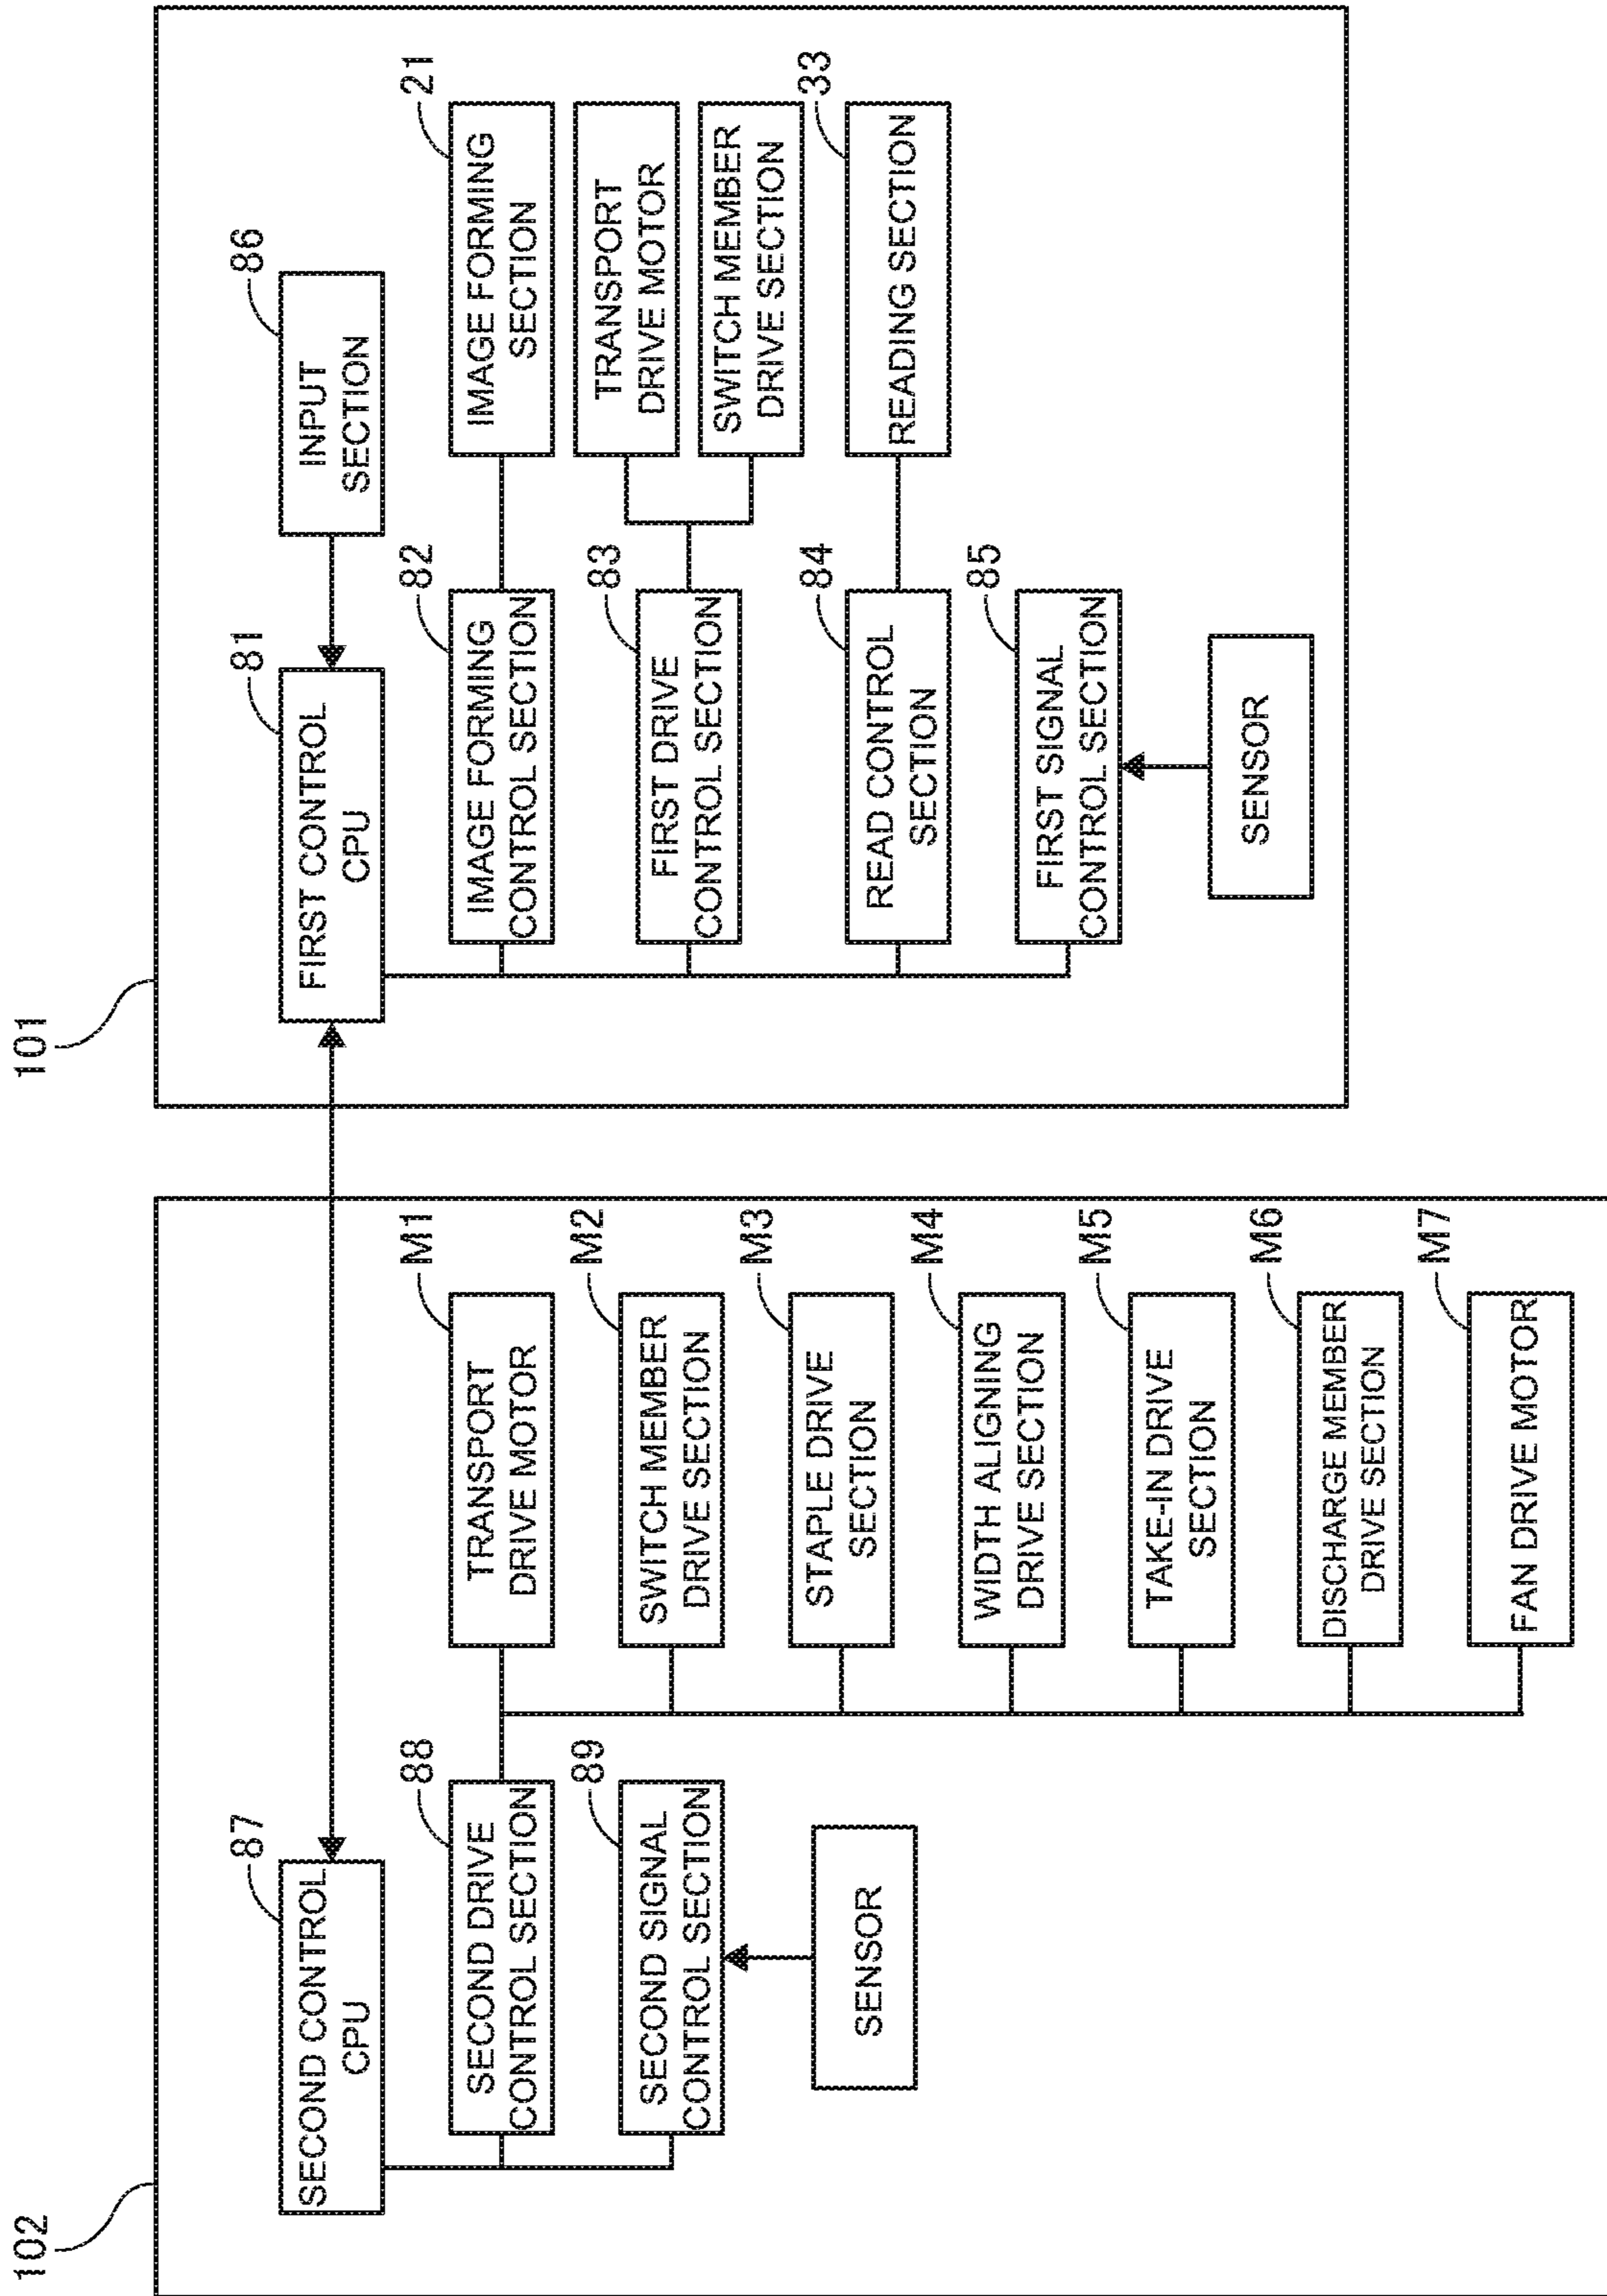 102
SECOND CONTROL
CPU
87
SECOND DRIVE
CONTROL SECTION
88
SECOND SIGNAL
CONTROL SECTION
89
SENSOR
TRANSPORT
DRIVE MOTOR
M1
SWITCH MEMBER
DRIVE SECTION
M2
STAPLE DRIVE
SECTION
M3
WIDTH ALIGNING
DRIVE SECTION
M4
TAKE-IN DRIVE
SECTION
M5
DISCHARGE MEMBER
DRIVE SECTION
M6
FAN DRIVE MOTOR
M7
101
FIRST CONTROL
CPU
81
INPUT
SECTION
86
IMAGE FORMING
CONTROL SECTION
82
IMAGE FORMING
SECTION
21
FIRST DRIVE
CONTROL SECTION
83
TRANSPORT
DRIVE MOTOR
SWITCH MEMBER
DRIVE SECTION
READ CONTROL
SECTION
84
READING SECTION
33
FIRST SIGNAL
CONTROL SECTION
85
SENSOR